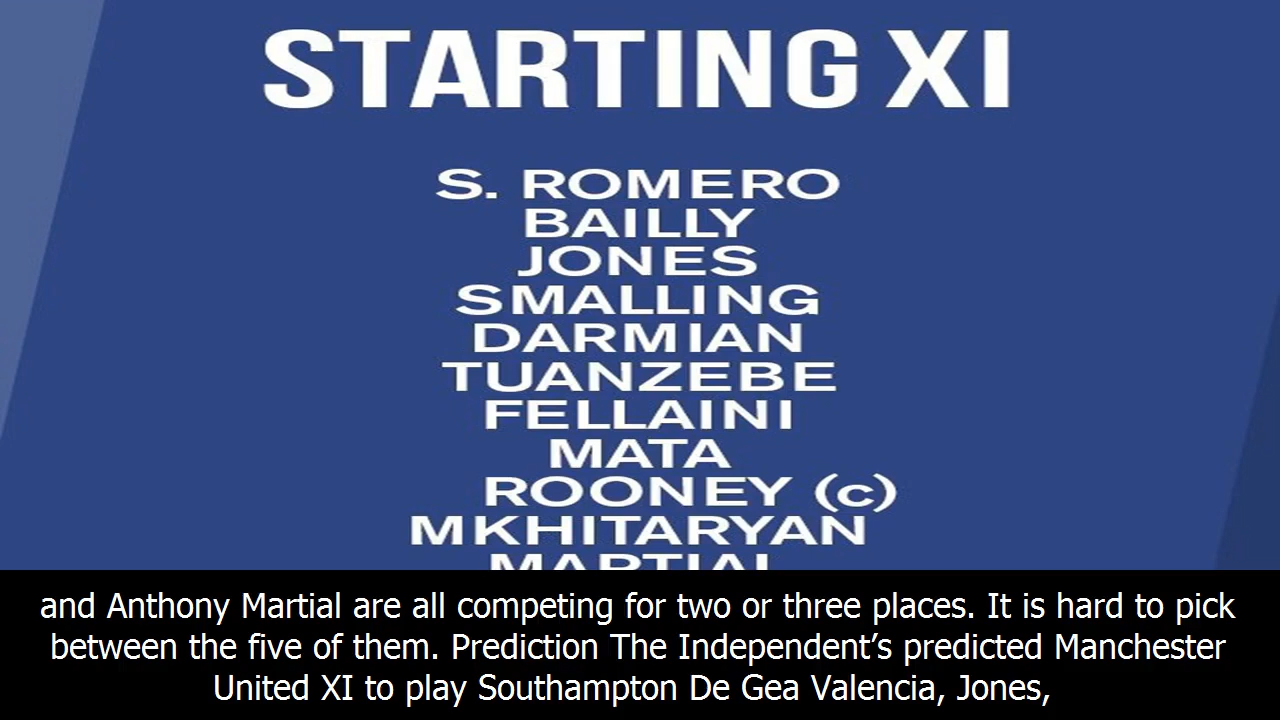 STARTING XI
S. ROMERO
BAILLY
JONES
SMALLING
DARMIAN
TUANZEBE
FELLAINI
MATA
ROONEY (c)
MKHITARYAN
MARTIAL
and Anthony Martial are all competing for two or three places. It is hard to pick
between the five of them. Prediction The Independent’s predicted Manchester
United XI to play Southampton De Gea Valencia, Jones,